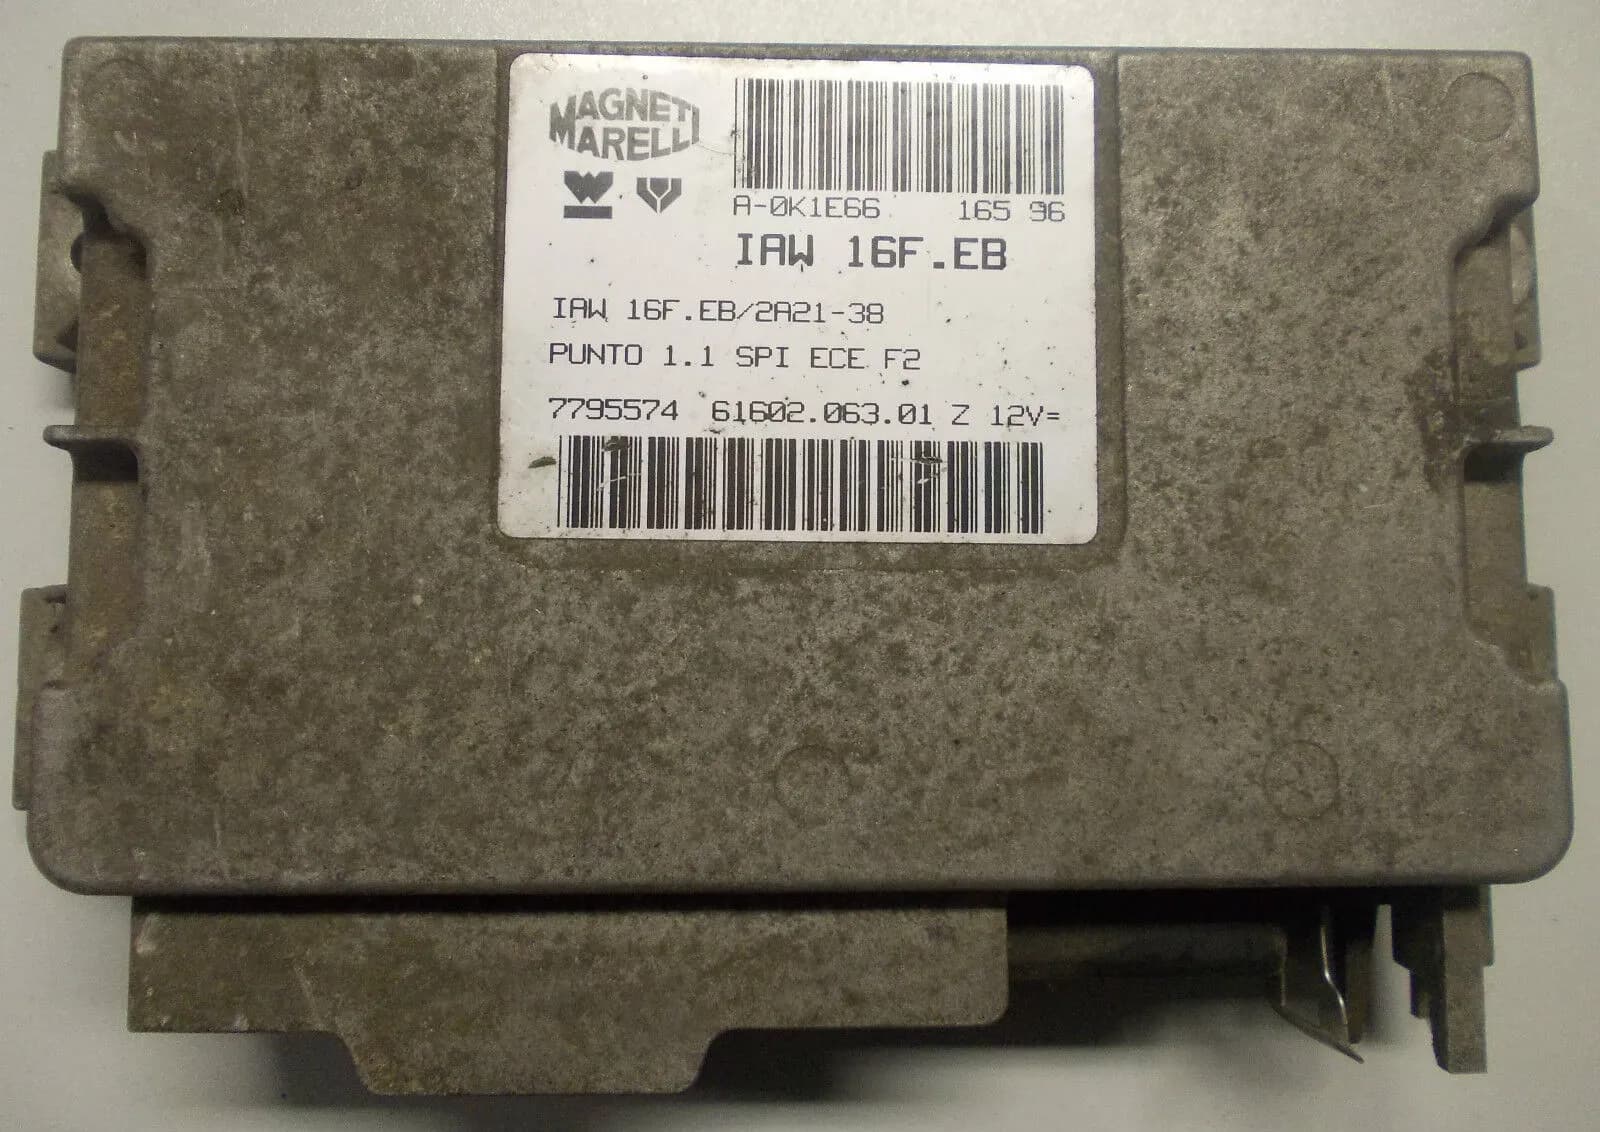 MAGNETI
MARELLI
A-0K1E66 165 96
IAW 16F.EB
IAW 16F.EB/2A21-38
PUNTO 1.1 SPI ECE F2
7795574 61602.063.01 Z 12V=